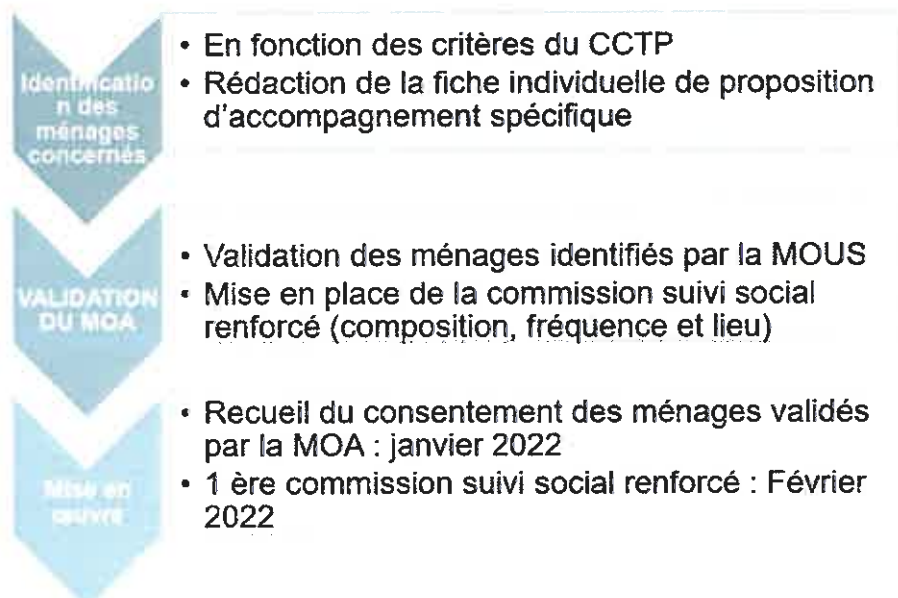 Identificatio
n des
ménages
concernés
• En fonction des critères du CCTP
• Rédaction de la fiche individuelle de proposition
d'accompagnement spécifique
VALIDATION
DU MOA
• Validation des ménages identifiés par la MOUS
• Mise en place de la commission suivi social
renforcé (composition, fréquence et lieu)
Mise en
œuvre
• Recueil du consentement des ménages validés
par la MOA : janvier 2022
• 1 ère commission suivi social renforcé : Février
2022